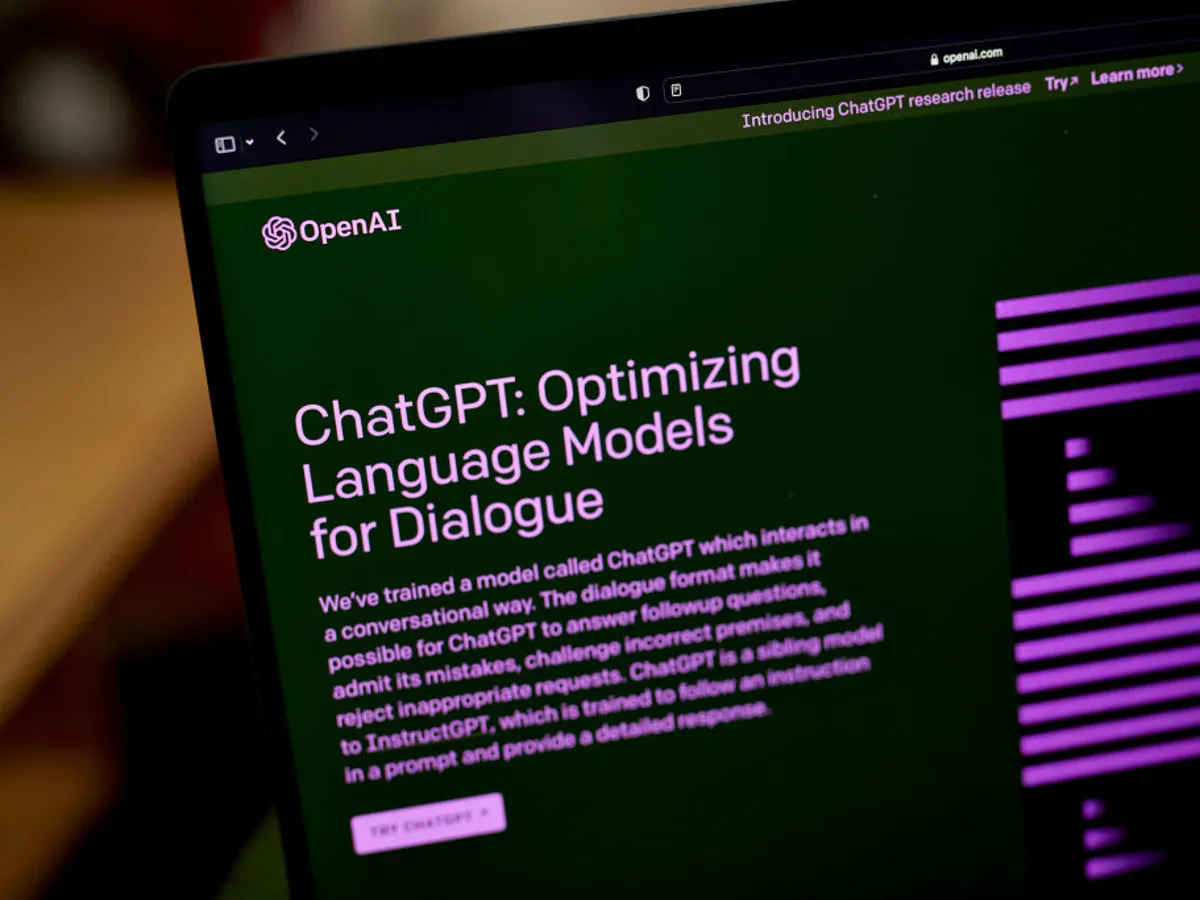 openai.com
Introducing ChatGPT research release Try↗ Learn more›
OpenAI
ChatGPT: Optimizing
Language Models
for Dialogue
We've trained a model called ChatGPT which interacts in
a conversational way. The dialogue format makes it
possible for ChatGPT to answer followup questions,
admit its mistakes, challenge incorrect premises, and
reject inappropriate requests. ChatGPT is a sibling model
to InstructGPT, which is trained to follow an instruction
in a prompt and provide a detailed response.
TRY CHATGPT ↗